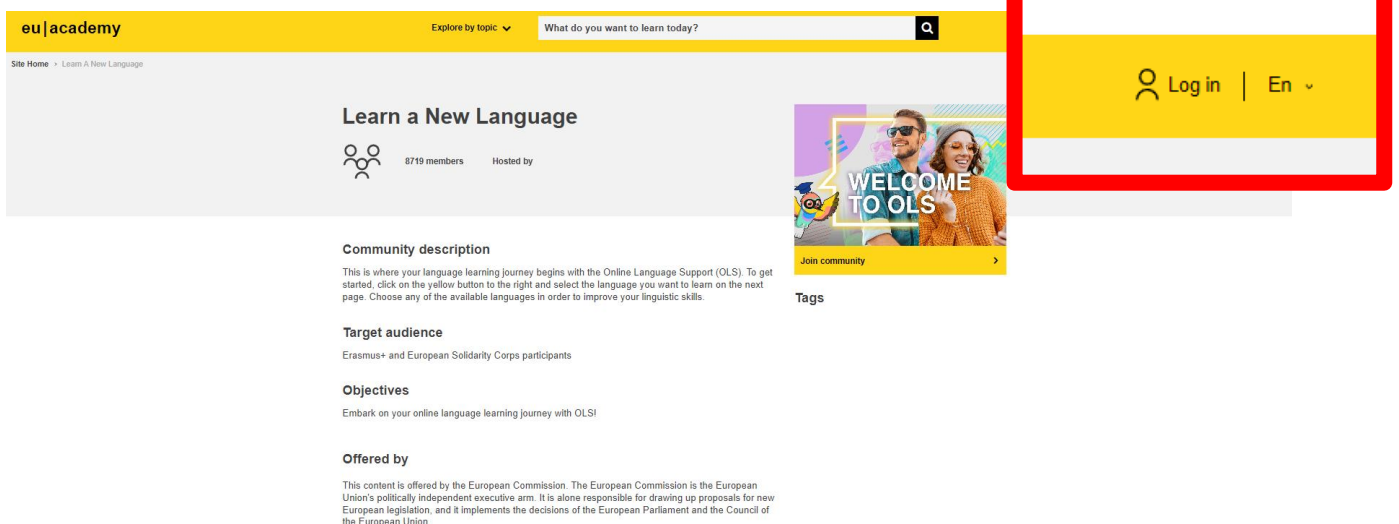 eu|academy
Explore by topic
What do you want to learn today?
Log in | En
Site Home › Learn A New Language
Learn a New Language
8719 members Hosted by
WELCOME
TO OLS
Join community
Tags
Community description
This is where your language learning journey begins with the Online Language Support (OLS). To get
started, click on the yellow button to the right and select the language you want to learn on the next
page. Choose any of the available languages in order to improve your linguistic skills.
Target audience
Erasmus+ and European Solidarity Corps participants
Objectives
Embark on your online language learning journey with OLS!
Offered by
This content is offered by the European Commission. The European Commission is the European
Union's politically independent executive arm. It is alone responsible for drawing up proposals for new
European legislation, and it implements the decisions of the European Parliament and the Council of
the European Union